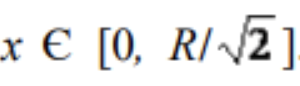 x Є [0, R/√2].